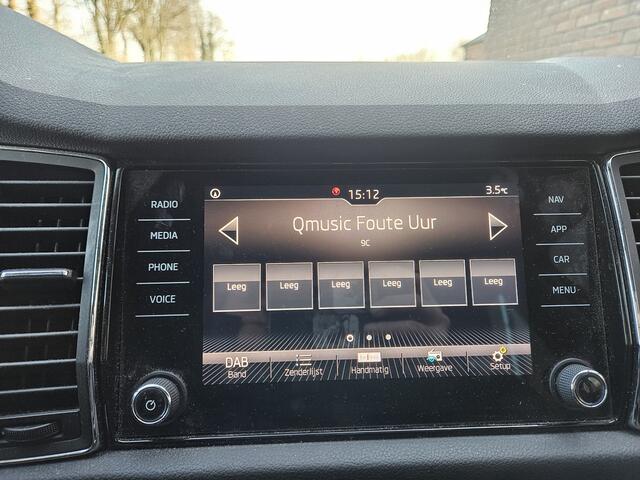 RADIO
MEDIA
PHONE
VOICE
15:12
3.5°C
Qmusic Foute Uur
9C
Leeg
Leeg
Leeg
Leeg
Leeg
Leeg
DAB
Band
Zenderlijst
Handmatig
Weergave
Setup
NAV
APP
CAR
MENU